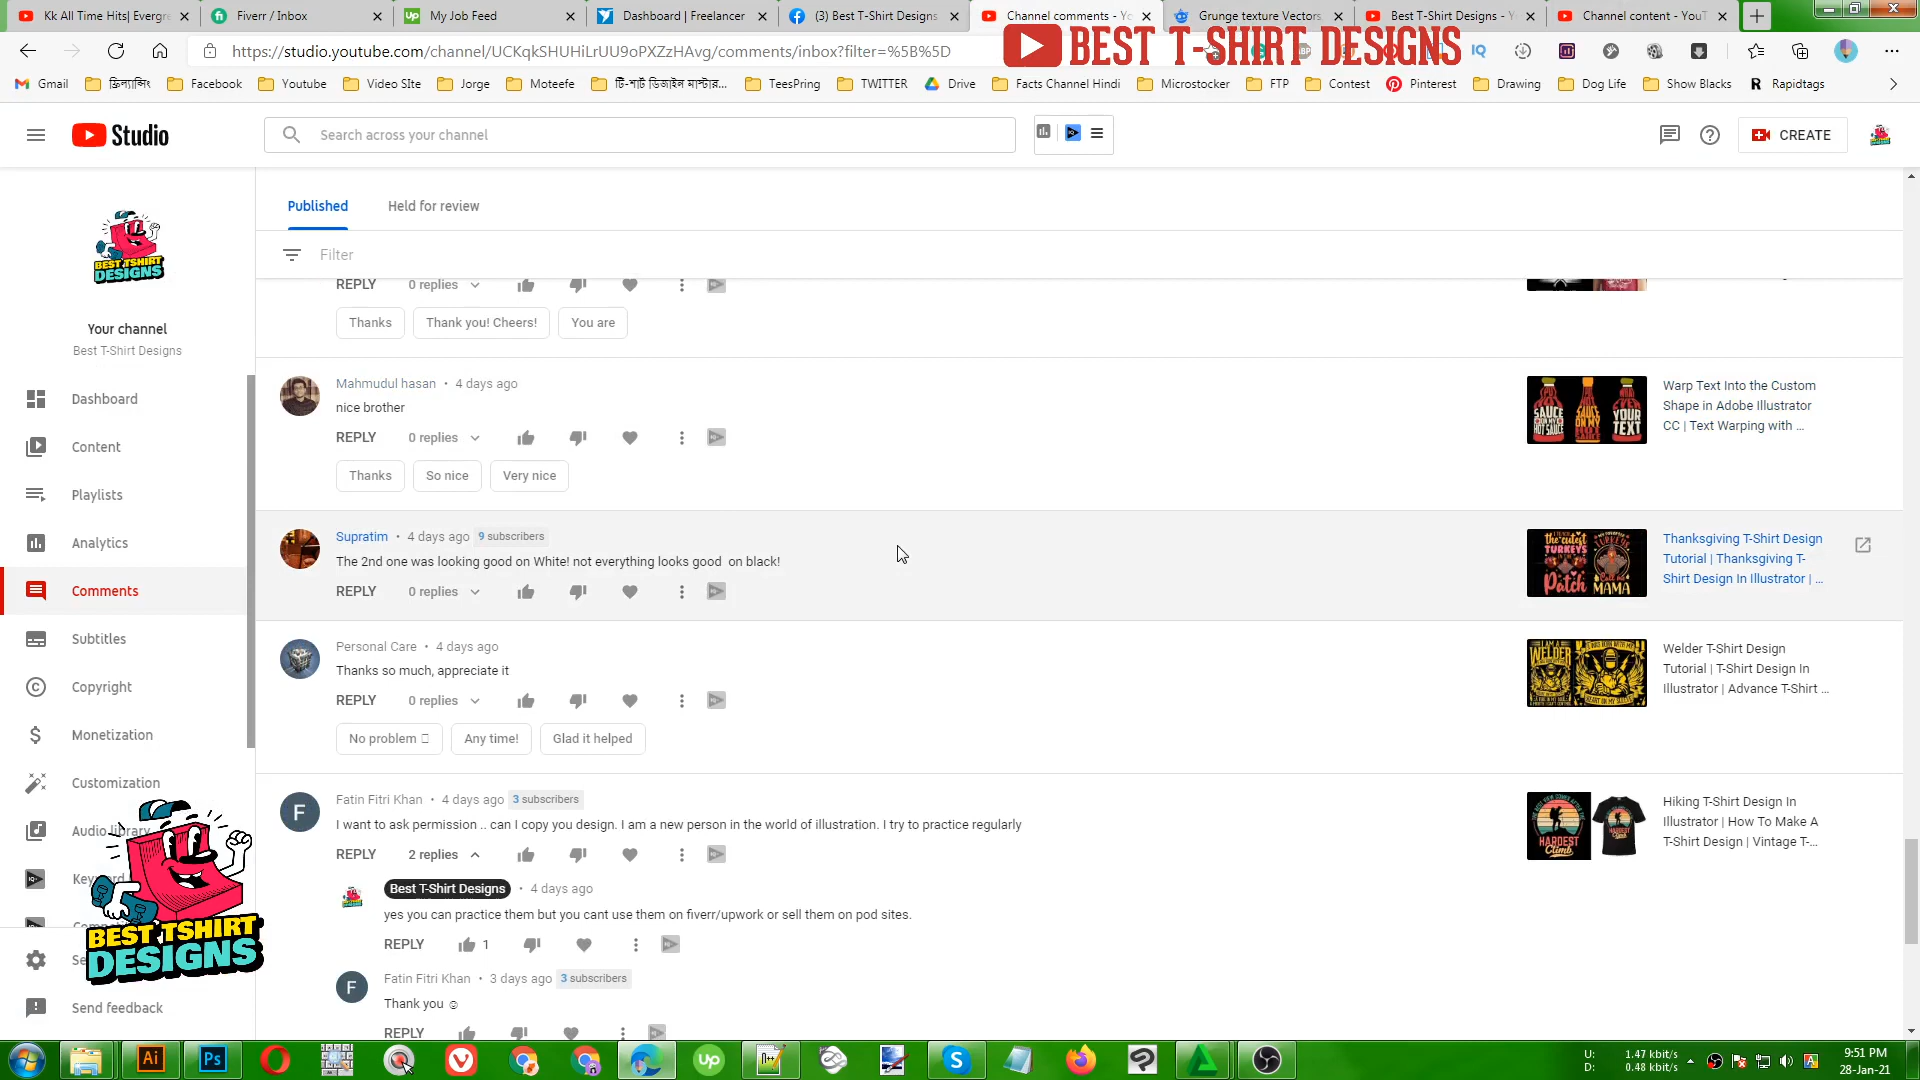 Kk All Time Hits| Evergre
Fiverr / Inbox
My Job Feed
Dashboard | Freelancer
(3) Best T-Shirt Designs
Channel comments - Yo
Grunge texture Vectors,
Best T-Shirt Designs - Y
Channel content - YouT
https://studio.youtube.com/channel/UCKqkSHUHiLrUU9oPXZzHAvg/comments/inbox?filter=%5B%5D
BEST T-SHIRT DESIGNS
Gmail
ফ্রিল্যান্সিং
Facebook
Youtube
Video SIte
Jorge
Moteefe
টি-শার্ট ডিজাইন মাস্টার...
TeesPring
TWITTER
Drive
Facts Channel Hindi
Microstocker
FTP
Contest
Pinterest
Drawing
Dog Life
Show Blacks
Rapidtags
Studio
Search across your channel
CREATE
BEST TSHIRT
DESIGNS
Your channel
Best T-Shirt Designs
Dashboard
Content
Playlists
Analytics
Comments
Subtitles
Copyright
Monetization
Customization
Audio library
Send feedback
BEST TSHIRT
DESIGNS
Published
Held for review
Filter
REPLY 0 replies
Thanks
Thank you! Cheers!
You are
Mahmudul hasan • 4 days ago
nice brother
REPLY 0 replies
Thanks
So nice
Very nice
Warp Text Into the Custom
Shape in Adobe Illustrator
CC | Text Warping with ...
Supratim • 4 days ago 9 subscribers
The 2nd one was looking good on White! not everything looks good on black!
REPLY 0 replies
Thanksgiving T-Shirt Design
Tutorial | Thanksgiving T-
Shirt Design In Illustrator | ...
Personal Care • 4 days ago
Thanks so much, appreciate it
REPLY 0 replies
No problem
Any time!
Glad it helped
Welder T-Shirt Design
Tutorial | T-Shirt Design In
Illustrator | Advance T-Shirt ...
Fatin Fitri Khan • 4 days ago 3 subscribers
I want to ask permission .. can I copy you design. I am a new person in the world of illustration. I try to practice regularly
REPLY 2 replies
Hiking T-Shirt Design In
Illustrator | How To Make A
T-Shirt Design | Vintage T-...
Best T-Shirt Designs • 4 days ago
yes you can practice them but you cant use them on fiverr/upwork or sell them on pod sites.
REPLY 1
Fatin Fitri Khan • 3 days ago 3 subscribers
Thank you ☺
REPLY
U: 1.47 kbit/s
D: 0.48 kbit/s
9:51 PM
28-Jan-21